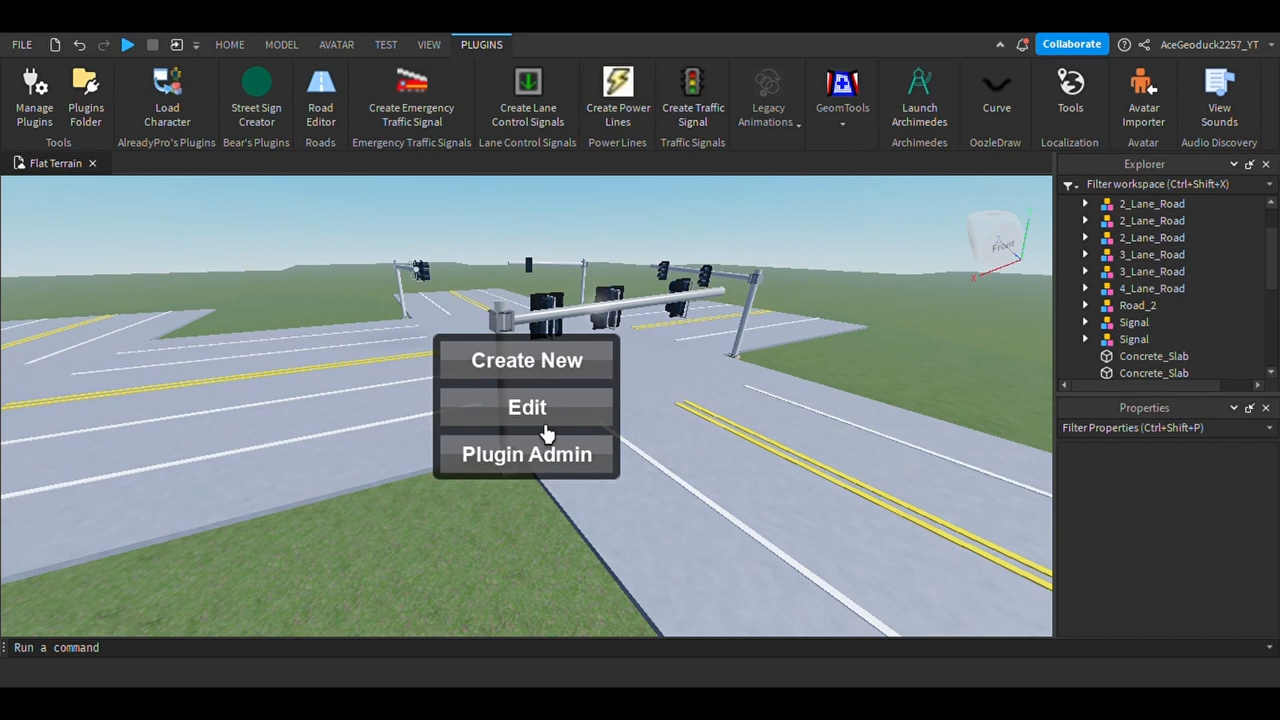 FILE HOME MODEL AVATAR TEST VIEW PLUGINS Collaborate AceGeoduck2257_YT
Manage Plugins
Plugins Folder
Load Character
Street Sign Creator
Road Editor
Create Emergency Traffic Signal
Create Lane Control Signals
Create Power Lines
Create Traffic Signal
Legacy Animations
GeomTools
Launch Archimedes
Curve
Tools
Avatar Importer
View Sounds
Tools AlreadyPro's Plugins Bear's Plugins Roads Emergency Traffic Signals Lane Control Signals Power Lines Traffic Signals Archimedes OozleDraw Localization Avatar Audio Discovery
Flat Terrain
Explorer
Filter workspace (Ctrl+Shift+X)
2_Lane_Road
2_Lane_Road
2_Lane_Road
3_Lane_Road
3_Lane_Road
4_Lane_Road
Road_2
Signal
Signal
Concrete_Slab
Concrete_Slab
Properties
Filter Properties (Ctrl+Shift+P)
Front
X
Create New
Edit
Plugin Admin
Run a command